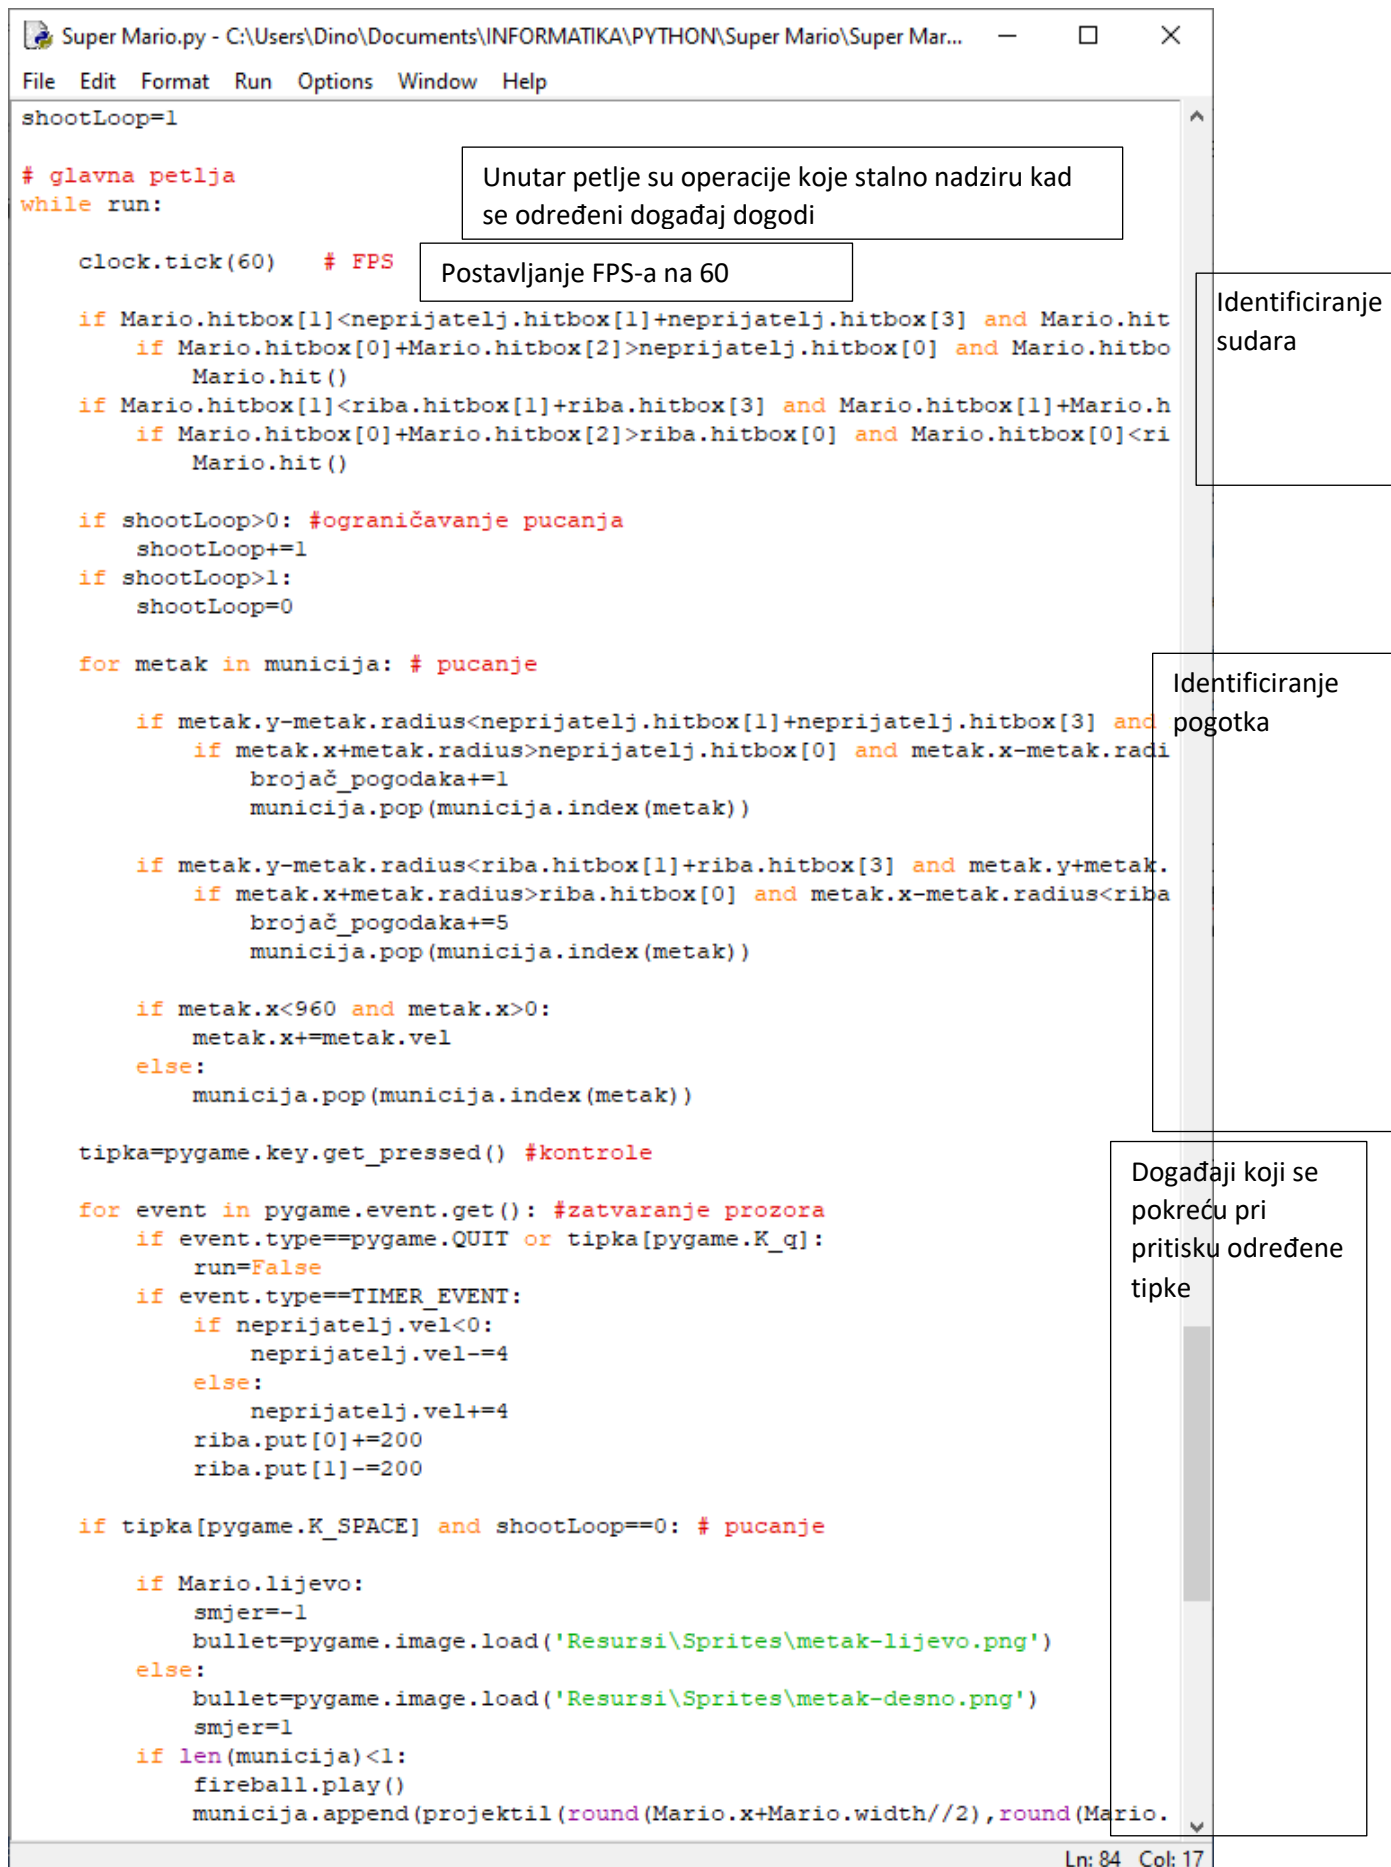 Super Mario.py - C:\Users\Dino\Documents\INFORMATIKA\PYTHON\Super Mario\Super Mar...
File Edit Format Run Options Window Help
shootLoop=1
# glavna petlja
while run:
Unutar petlje su operacije koje stalno nadziru kad
se određeni događaj dogodi
    clock.tick(60)   # FPS
Postavljanje FPS-a na 60
Identificiranje
sudara
    if Mario.hitbox[1]<neprijatelj.hitbox[1]+neprijatelj.hitbox[3] and Mario.hit
        if Mario.hitbox[0]+Mario.hitbox[2]>neprijatelj.hitbox[0] and Mario.hitbo
            Mario.hit()
    if Mario.hitbox[1]<riba.hitbox[1]+riba.hitbox[3] and Mario.hitbox[1]+Mario.h
        if Mario.hitbox[0]+Mario.hitbox[2]>riba.hitbox[0] and Mario.hitbox[0]<ri
            Mario.hit()
    if shootLoop>0: #ograničavanje pucanja
        shootLoop+=1
    if shootLoop>1:
        shootLoop=0
    for metak in municija: # pucanje
Identificiranje
pogotka
        if metak.y-metak.radius<neprijatelj.hitbox[1]+neprijatelj.hitbox[3] and
            if metak.x+metak.radius>neprijatelj.hitbox[0] and metak.x-metak.radi
                brojač_pogodaka+=1
                municija.pop(municija.index(metak))
        if metak.y-metak.radius<riba.hitbox[1]+riba.hitbox[3] and metak.y+metak.
            if metak.x+metak.radius>riba.hitbox[0] and metak.x-metak.radius<riba
                brojač_pogodaka+=5
                municija.pop(municija.index(metak))
        if metak.x<960 and metak.x>0:
            metak.x+=metak.vel
        else:
            municija.pop(municija.index(metak))
    tipka=pygame.key.get_pressed() #kontrole
Događaji koji se
pokreću pri
pritisku određene
tipke
    for event in pygame.event.get(): #zatvaranje prozora
        if event.type==pygame.QUIT or tipka[pygame.K_q]:
            run=False
        if event.type==TIMER_EVENT:
            if neprijatelj.vel<0:
                neprijatelj.vel-=4
            else:
                neprijatelj.vel+=4
            riba.put[0]+=200
            riba.put[1]-=200
    if tipka[pygame.K_SPACE] and shootLoop==0: # pucanje
        if Mario.lijevo:
            smjer=-1
            bullet=pygame.image.load('Resursi\Sprites\metak-lijevo.png')
        else:
            bullet=pygame.image.load('Resursi\Sprites\metak-desno.png')
            smjer=1
        if len(municija)<1:
            fireball.play()
            municija.append(projektil(round(Mario.x+Mario.width//2),round(Mario.
Ln: 84 Col: 17